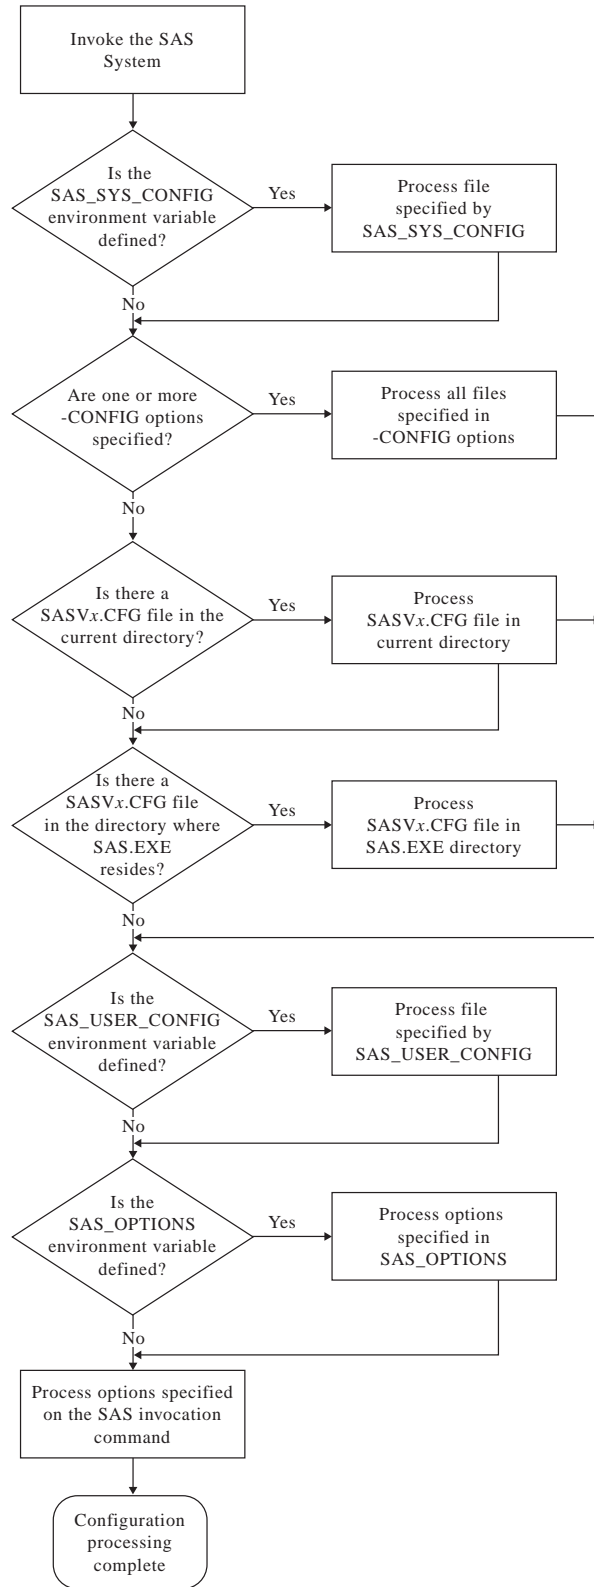 Invoke the SAS
System
Is the
SAS_SYS_CONFIG
environment variable
defined?
Yes
Process file
specified by
SAS_SYS_CONFIG
No
Are one or more
-CONFIG options
specified?
Yes
Process all files
specified in
-CONFIG options
No
Is there a
SASVx.CFG file in the
current directory?
Yes
Process
SASVx.CFG file in
current directory
No
Is there a
SASVx.CFG file
in the directory where
SAS.EXE
resides?
Yes
Process
SASVx.CFG file in
SAS.EXE directory
No
Is the
SAS_USER_CONFIG
environment variable
defined?
Yes
Process file
specified by
SAS_USER_CONFIG
No
Is the
SAS_OPTIONS
environment variable
defined?
Yes
Process options
specified in
SAS_OPTIONS
No
Process options specified
on the SAS invocation
command
Configuration
processing
complete